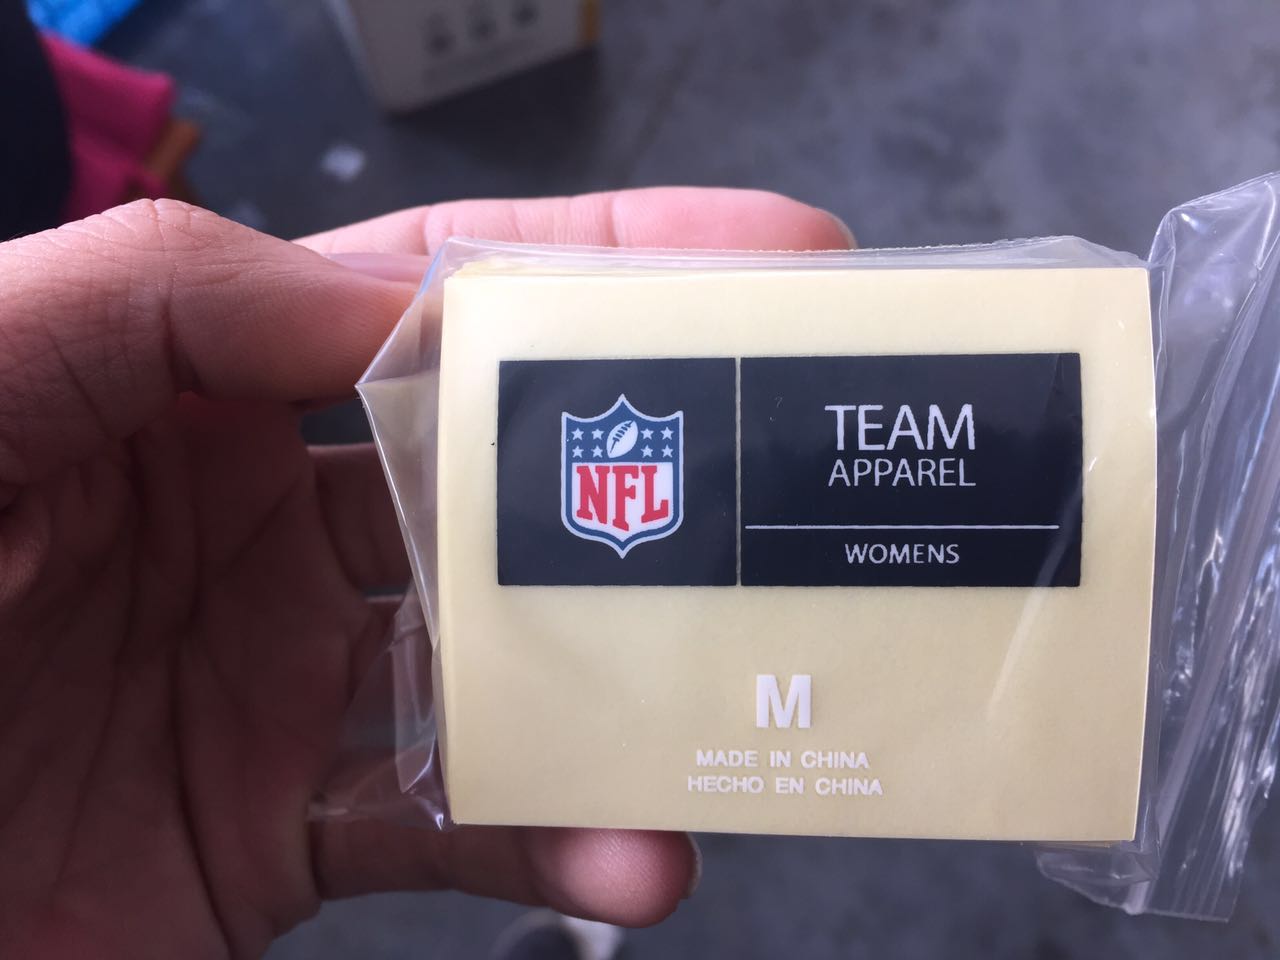 NFL
TEAM
APPAREL
WOMENS
M
MADE IN CHINA
HECHO EN CHINA